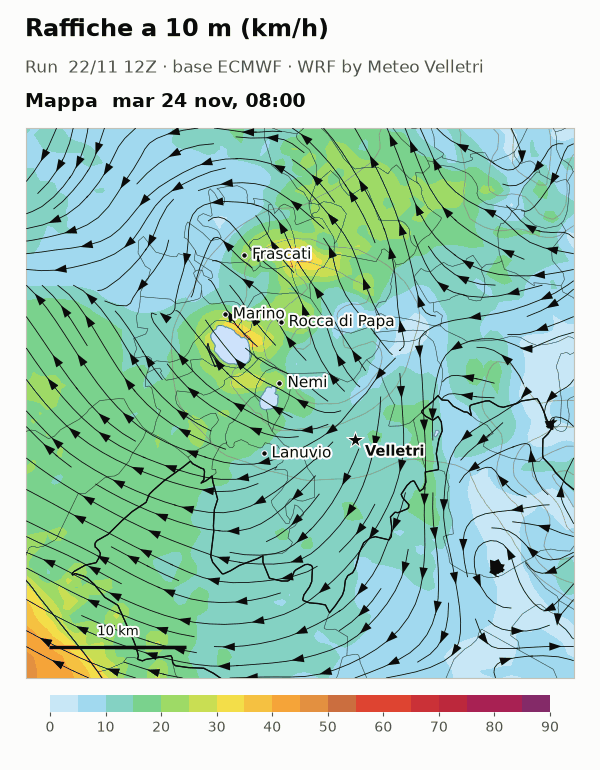 Raffiche a 10 m (km/h)
Run 22/11 12Z · base ECMWF · WRF by Meteo Velletri
Mappa mar 24 nov, 08:00
Frascati
Marino
Rocca di Papa
Nemi
Velletri
Lanuvio
10 km
0 10 20 30 40 50 60 70 80 90